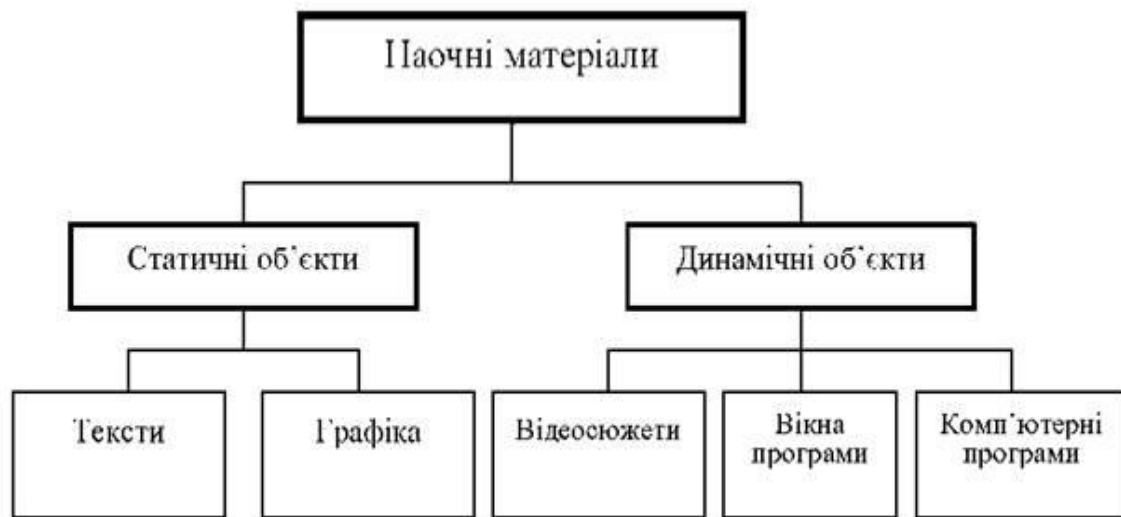 Наочні матеріали
Статичні об'єкти
Динамічні об'єкти
Тексти
Графіка
Відеосюжети
Вікна
програми
Комп'ютерні
програми